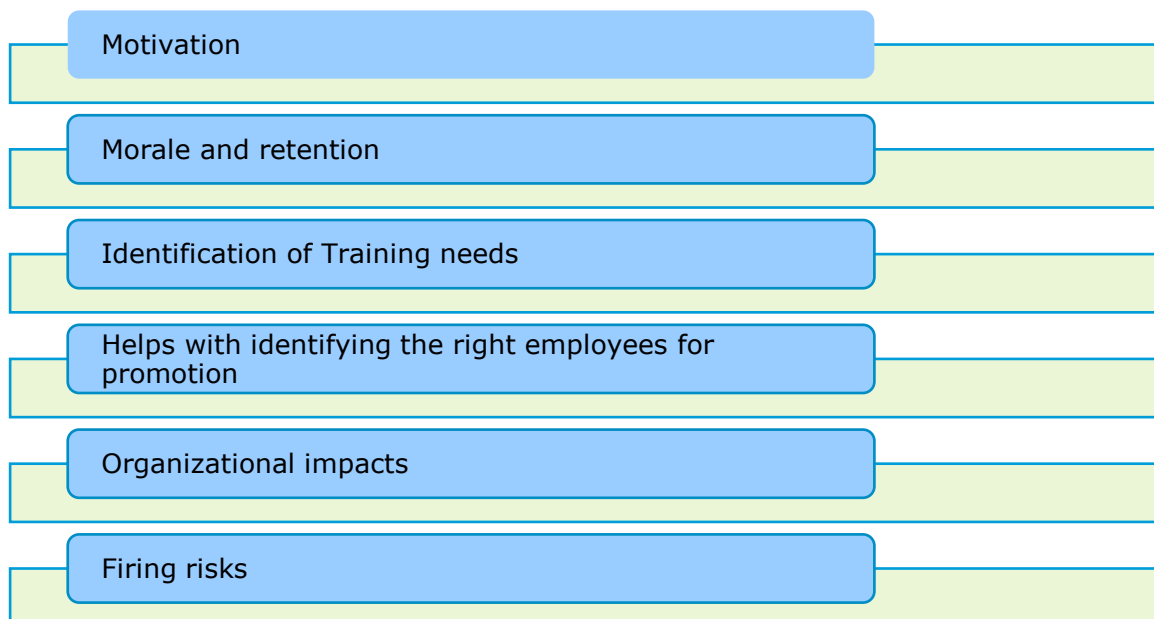 Motivation
Morale and retention
Identification of Training needs
Helps with identifying the right employees for
promotion
Organizational impacts
Firing risks